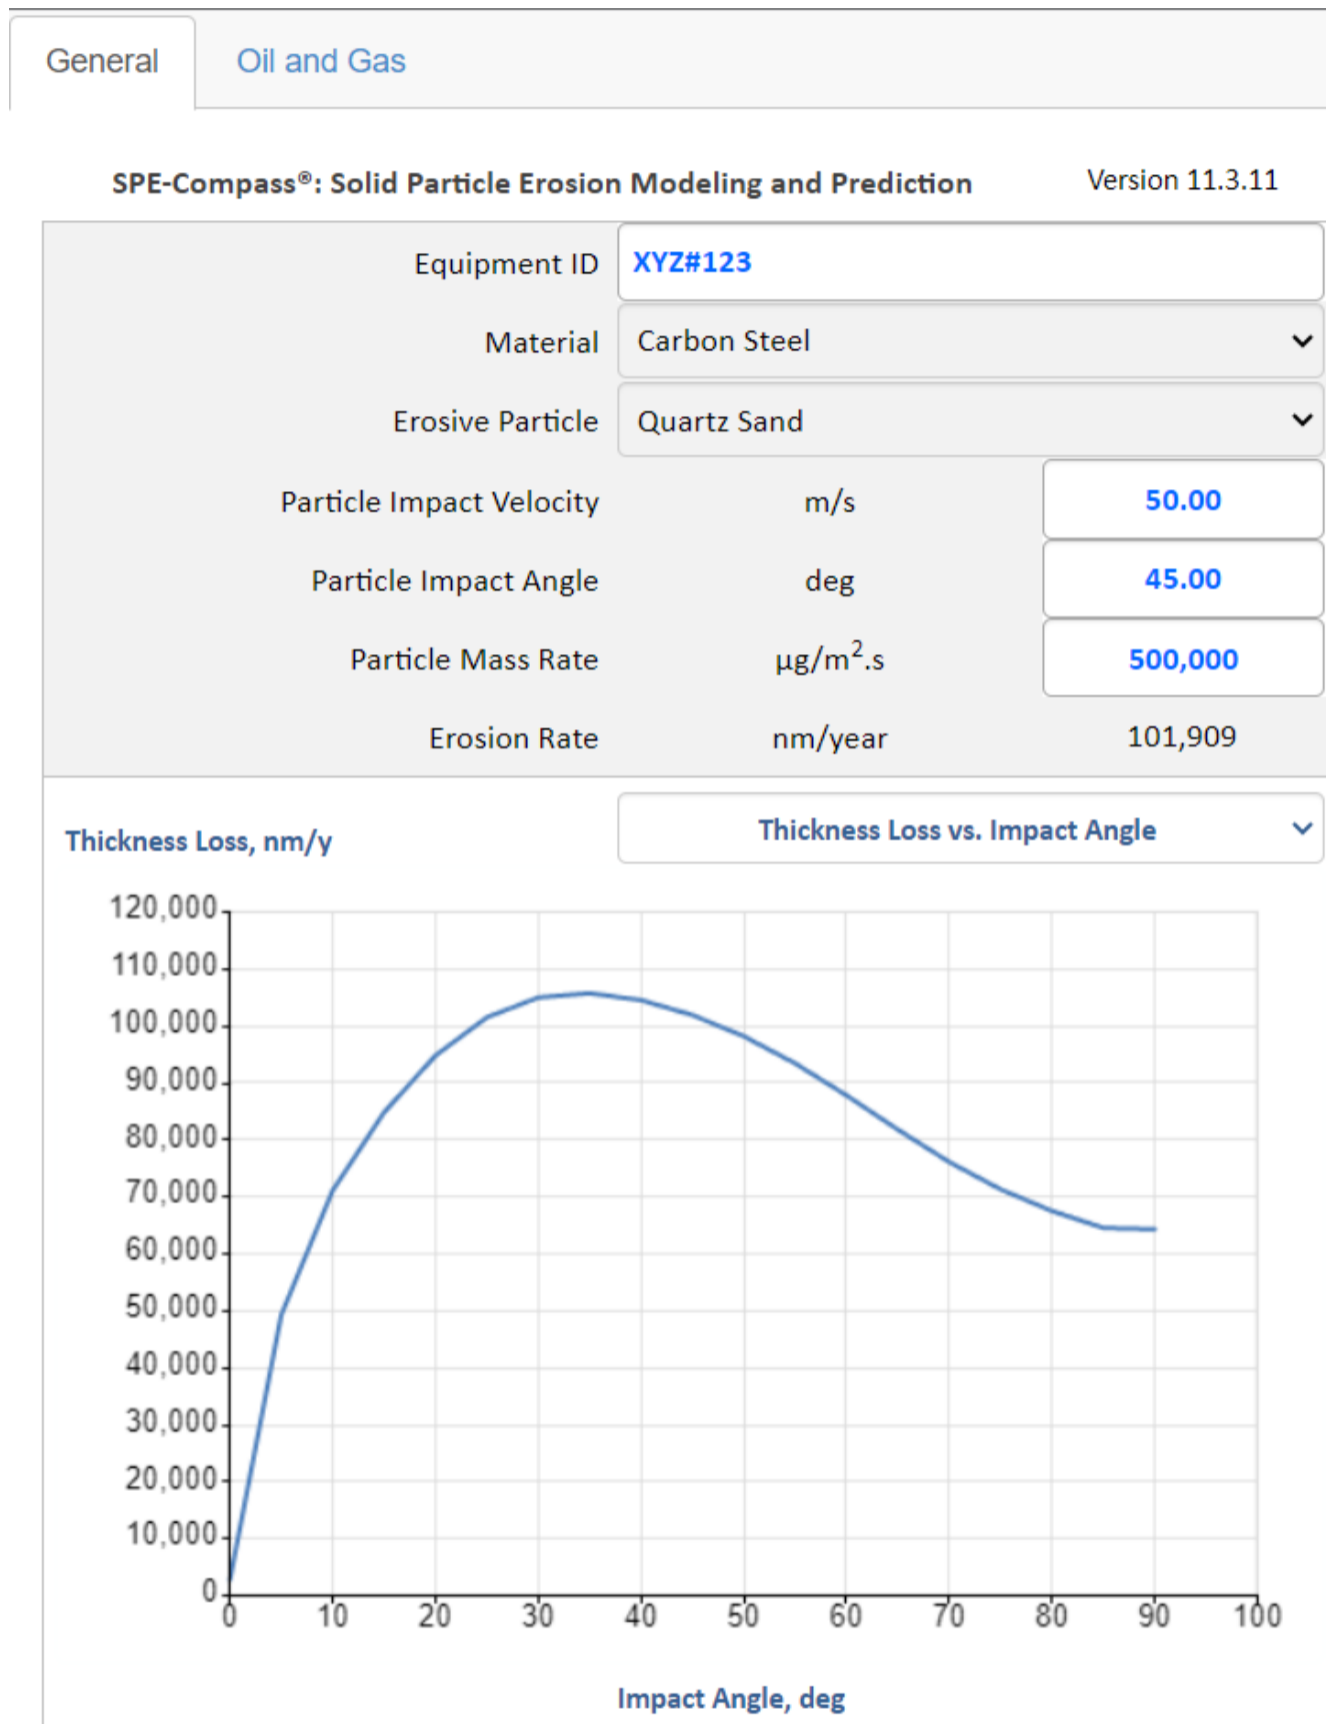 General Oil and Gas
SPE-Compass®: Solid Particle Erosion Modeling and Prediction Version 11.3.11
Equipment ID XYZ#123
Material Carbon Steel
Erosive Particle Quartz Sand
Particle Impact Velocity m/s 50.00
Particle Impact Angle deg 45.00
Particle Mass Rate µg/m².s 500,000
Erosion Rate nm/year 101,909
Thickness Loss, nm/y Thickness Loss vs. Impact Angle
120,000
110,000
100,000
90,000
80,000
70,000
60,000
50,000
40,000
30,000
20,000
10,000
0
0 10 20 30 40 50 60 70 80 90 100
Impact Angle, deg